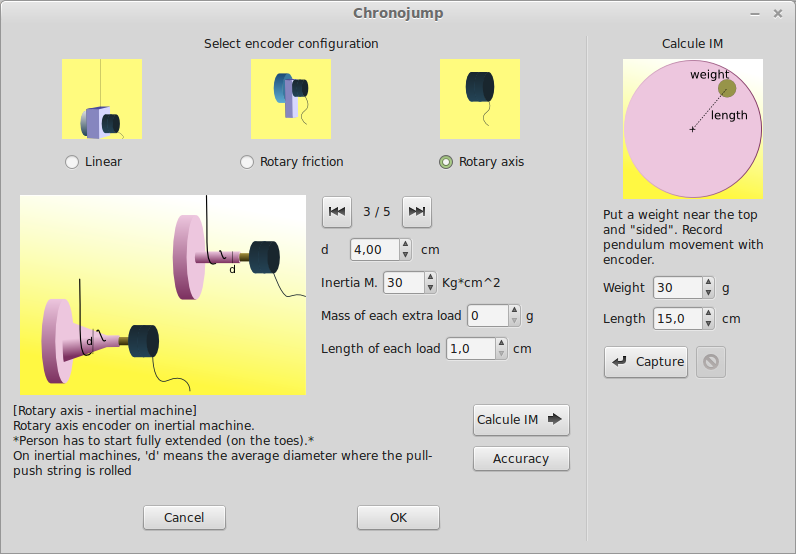 Chronojump
Select encoder configuration
Linear
Rotary friction
Rotary axis
d
d
3 / 5
d 4,00 cm
Inertia M. 30 Kg*cm^2
Mass of each extra load 0 g
Length of each load 1,0 cm
[Rotary axis - inertial machine]
Rotary axis encoder on inertial machine.
*Person has to start fully extended (on the toes).*
On inertial machines, 'd' means the average diameter where the pull-
push string is rolled
Calcule IM
Accuracy
Cancel
OK
Calcule IM
weight
length
Put a weight near the top
and "sided". Record
pendulum movement with
encoder.
Weight 30 g
Length 15,0 cm
Capture